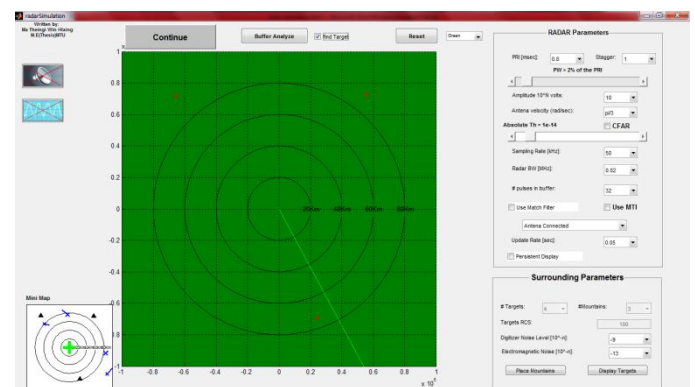 radarSimulation
Written by:
Ms Theingi Win Hlaing
M.E(Thesis)MTU
Continue
Buffer Analyze
find Target
Reset
Green
x
1
0.8
0.6
0.4
0.2
0
-0.2
-0.4
-0.6
-0.8
-1
20Km 40Km 60Km 80Km
-1 -0.8 -0.6 -0.4 -0.2 0 0.2 0.4 0.6 0.8 1
x 10
Mini Map
RADAR Parameters
PRI [msec]: 0.8 Stagger: 1
PW = 2% of the PRI
Amplitude 10^N volts: 10
Antena velocity (rad/sec): pi/3
Absolute Th = 1e-14 CFAR
Sampling Rate [kHz]: 50
Radar BW [MHz]: 0.02
# pulses in buffer: 32
Use Match Filter Use MTI
Antena Connected
Update Rate [sec]: 0.05
Persistent Display
Surrounding Parameters
# Targets: 4 #Mountains: 3
Targets RCS: 100
Digitizer Noise Level [10^-n] -9
Electromagnetic Noise [10^-n] -13
Place Mountains Display Targets